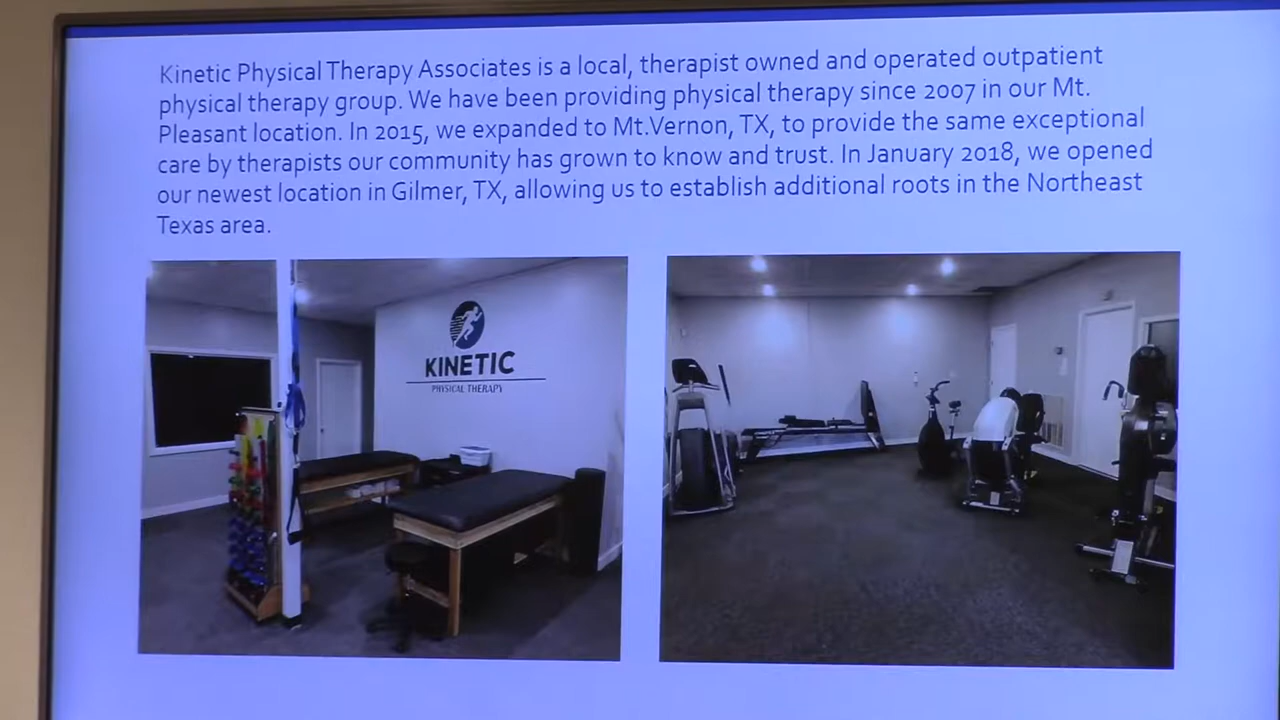 Kinetic Physical Therapy Associates is a local, therapist owned and operated outpatient
physical therapy group. We have been providing physical therapy since 2007 in our Mt.
Pleasant location. In 2015, we expanded to Mt.Vernon, TX, to provide the same exceptional
care by therapists our community has grown to know and trust. In January 2018, we opened
our newest location in Gilmer, TX, allowing us to establish additional roots in the Northeast
Texas area.
KINETIC
PHYSICAL THERAPY